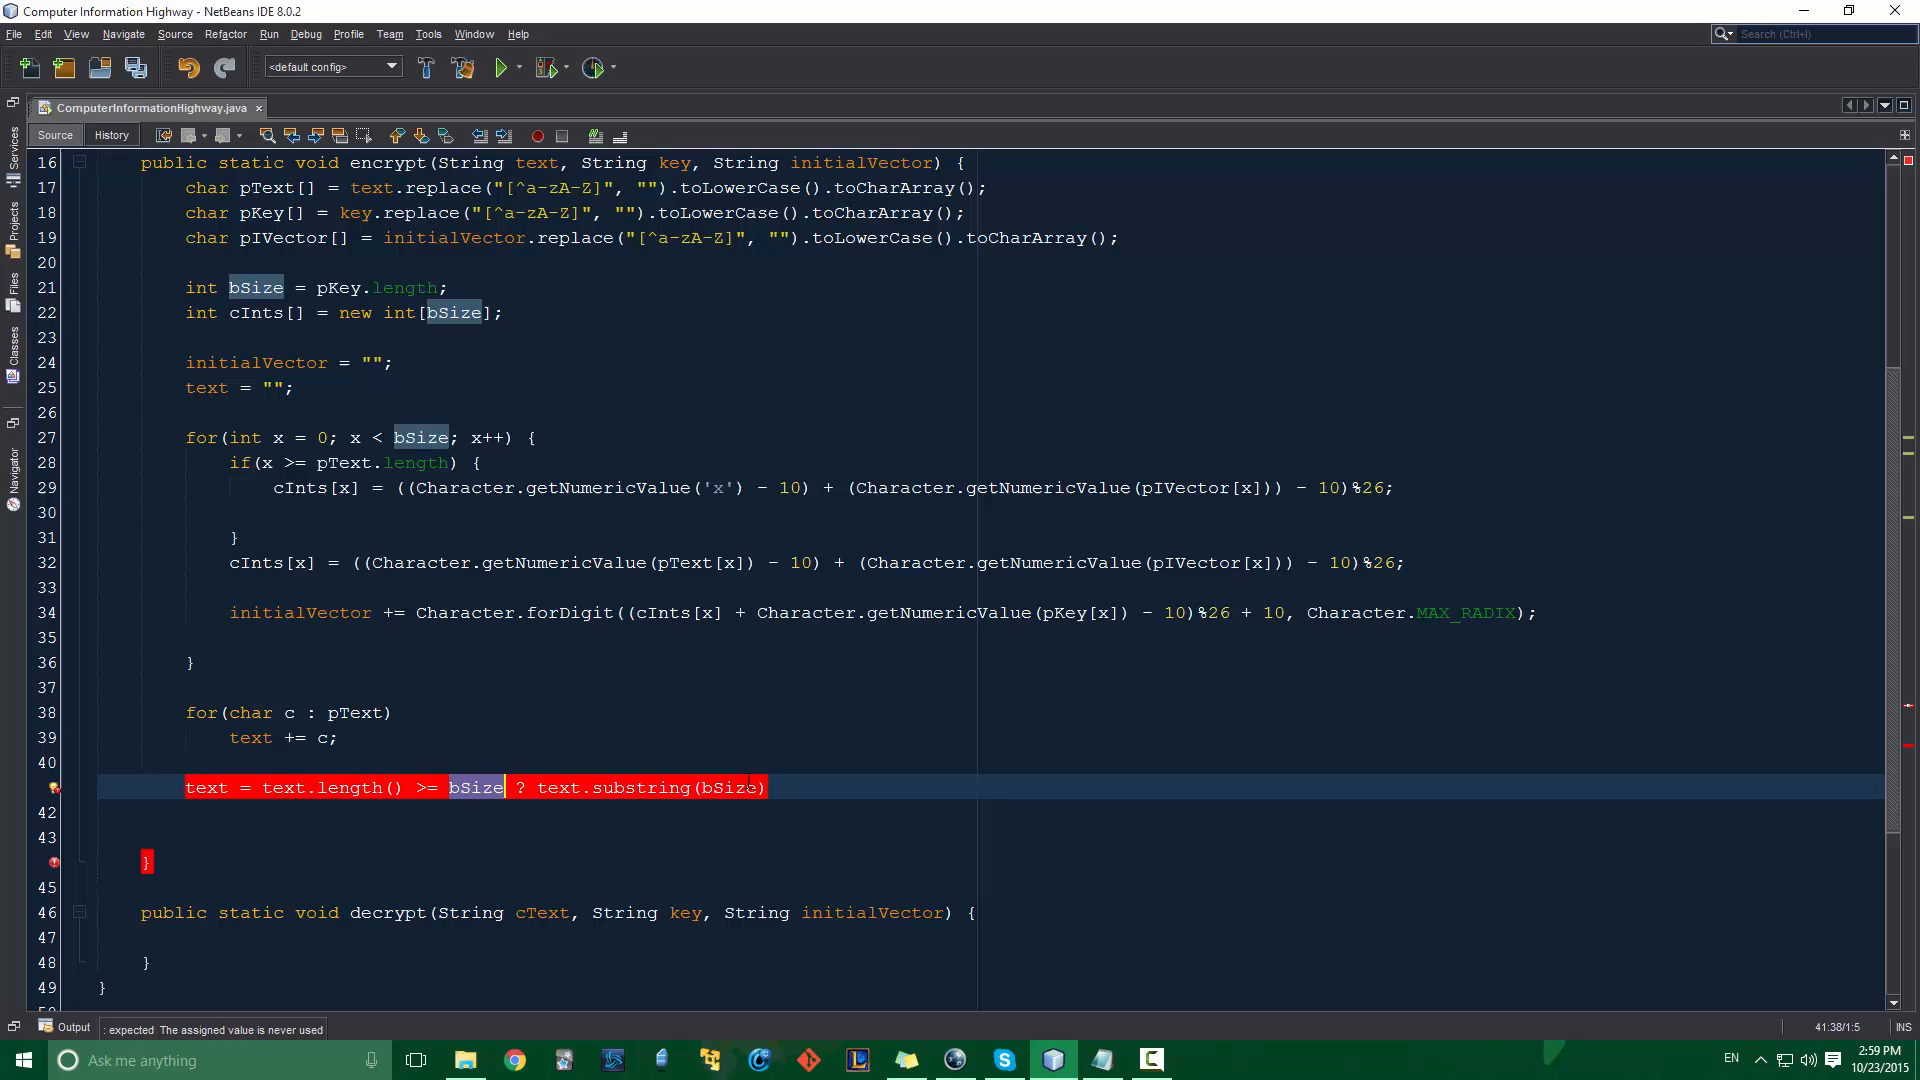 Computer Information Highway - NetBeans IDE 8.0.2
File Edit View Navigate Source Refactor Run Debug Profile Team Tools Window Help
Search (Ctrl+I)
<default config>
ComputerInformationHighway.java
Source History
Services
Projects
Files
Classes
Navigator
16 public static void encrypt(String text, String key, String initialVector) {
17 char pText[] = text.replace("[^a-zA-Z]", "").toLowerCase().toCharArray();
18 char pKey[] = key.replace("[^a-zA-Z]", "").toLowerCase().toCharArray();
19 char pIVector[] = initialVector.replace("[^a-zA-Z]", "").toLowerCase().toCharArray();
20
21 int bSize = pKey.length;
22 int cInts[] = new int[bSize];
23
24 initialVector = "";
25 text = "";
26
27 for(int x = 0; x < bSize; x++) {
28 if(x >= pText.length) {
29 cInts[x] = ((Character.getNumericValue('x') - 10) + (Character.getNumericValue(pIVector[x])) - 10)%26;
30
31 }
32 cInts[x] = ((Character.getNumericValue(pText[x]) - 10) + (Character.getNumericValue(pIVector[x])) - 10)%26;
33
34 initialVector += Character.forDigit((cInts[x] + Character.getNumericValue(pKey[x]) - 10)%26 + 10, Character.MAX_RADIX);
35
36 }
37
38 for(char c : pText)
39 text += c;
40
text = text.length() >= bSize ? text.substring(bSize)
42
43
}
45
46 public static void decrypt(String cText, String key, String initialVector) {
47
48 }
49 }
Output : expected The assigned value is never used 41:38/1:5 INS
Ask me anything EN 2:59 PM
10/23/2015